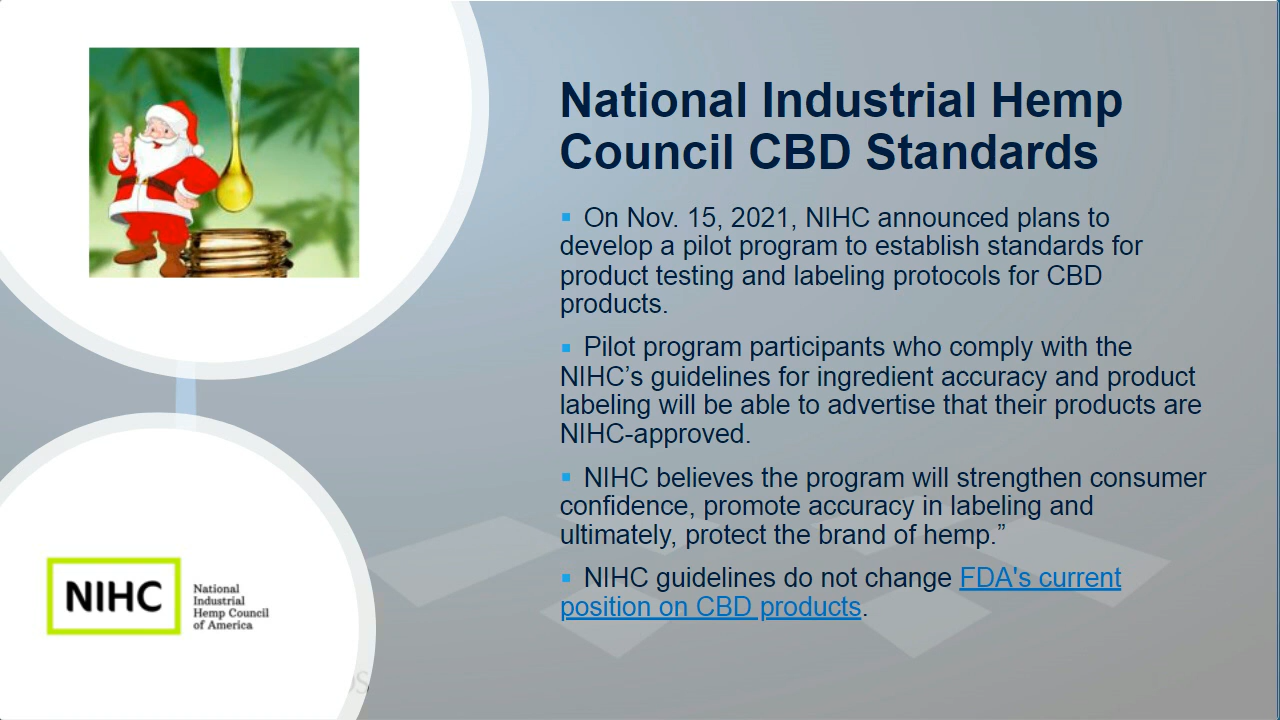 National Industrial Hemp
Council CBD Standards
▪ On Nov. 15, 2021, NIHC announced plans to
develop a pilot program to establish standards for
product testing and labeling protocols for CBD
products.
▪ Pilot program participants who comply with the
NIHC’s guidelines for ingredient accuracy and product
labeling will be able to advertise that their products are
NIHC-approved.
▪ NIHC believes the program will strengthen consumer
confidence, promote accuracy in labeling and
ultimately, protect the brand of hemp.”
▪ NIHC guidelines do not change FDA's current
position on CBD products.
NIHC
National
Industrial
Hemp Council
of America